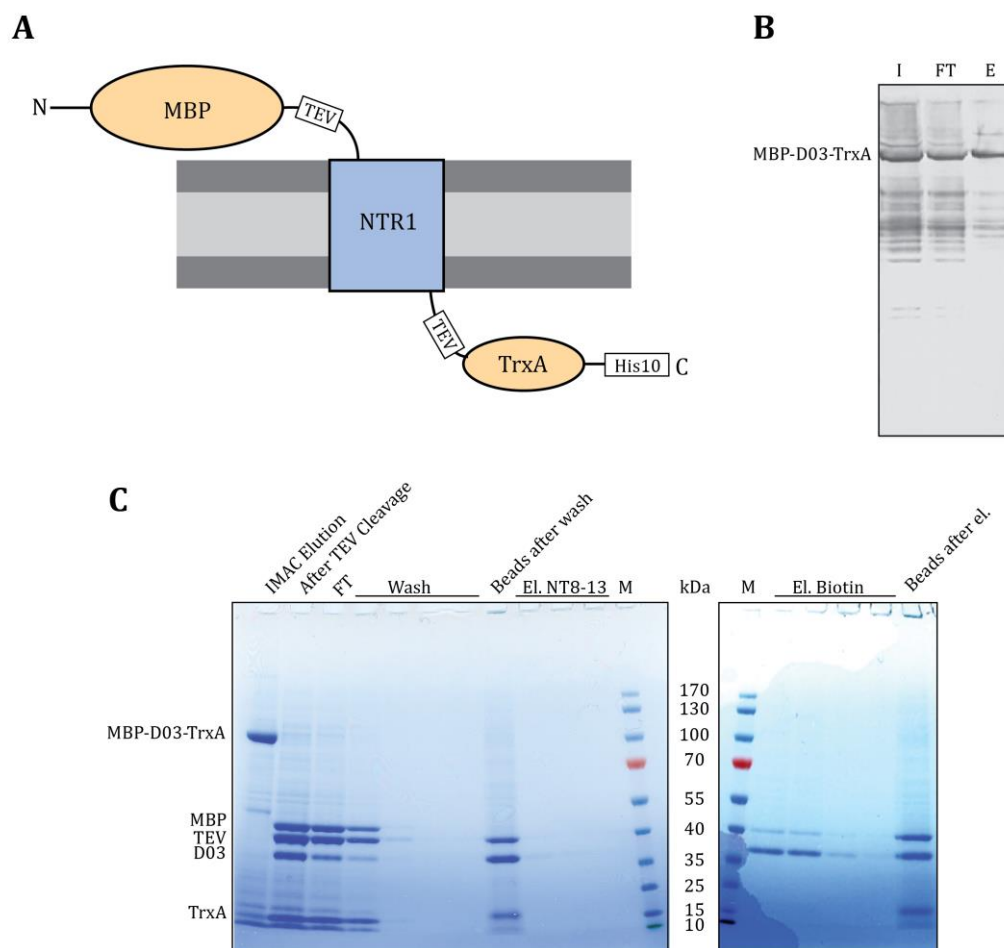 A
N
MBP
TEV
NTR1
TEV
TrxA
His10
C
B
I FT E
MBP-D03-TrxA
C
IMAC Elution
After TEV Cleavage
FT
Wash
Beads after wash
El. NT8-13
M
kDa
M
El. Biotin
Beads after el.
MBP-D03-TrxA
MBP
TEV
D03
TrxA
170
130
100
70
55
40
35
25
15
10